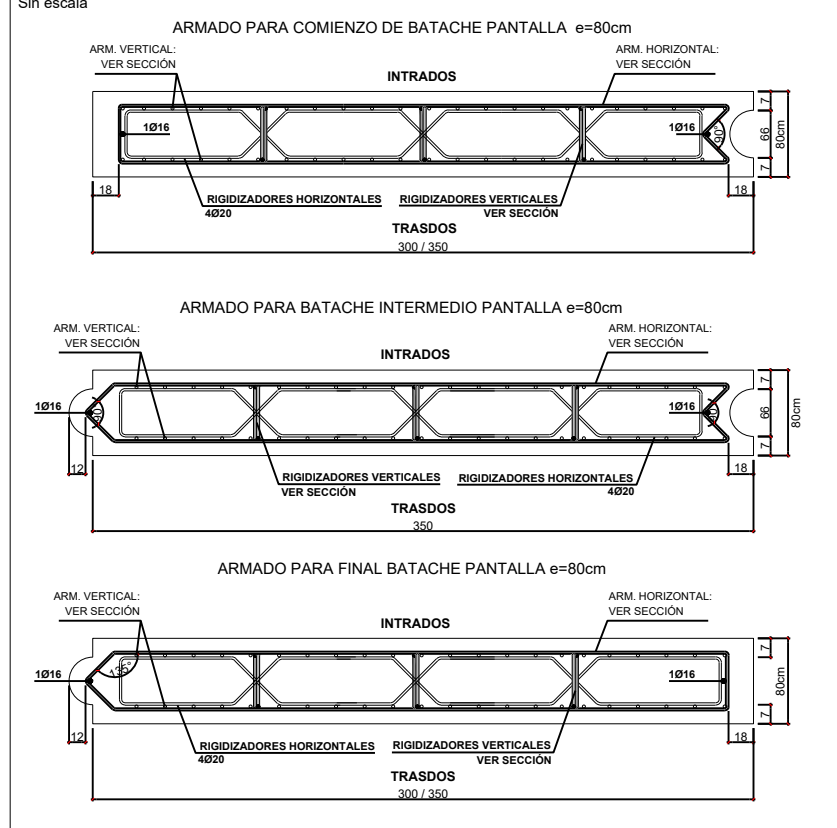 Sin escala
ARMADO PARA COMIENZO DE BATACHE PANTALLA e=80cm
ARM. VERTICAL:
VER SECCIÓN
ARM. HORIZONTAL:
VER SECCIÓN
INTRADOS
1Ø16
1Ø16
90°
7
66
7
80cm
18
18
RIGIDIZADORES HORIZONTALES
4Ø20
RIGIDIZADORES VERTICALES
VER SECCIÓN
TRASDOS
300 / 350
ARMADO PARA BATACHE INTERMEDIO PANTALLA e=80cm
ARM. VERTICAL:
VER SECCIÓN
ARM. HORIZONTAL:
VER SECCIÓN
INTRADOS
1Ø16
90
1Ø16
90
7
66
7
80cm
12
18
RIGIDIZADORES VERTICALES
VER SECCIÓN
RIGIDIZADORES HORIZONTALES
4Ø20
TRASDOS
350
ARMADO PARA FINAL BATACHE PANTALLA e=80cm
ARM. VERTICAL:
VER SECCIÓN
ARM. HORIZONTAL:
VER SECCIÓN
INTRADOS
135°
1Ø16
1Ø16
7
7
80cm
12
18
RIGIDIZADORES HORIZONTALES
4Ø20
RIGIDIZADORES VERTICALES
VER SECCIÓN
TRASDOS
300 / 350